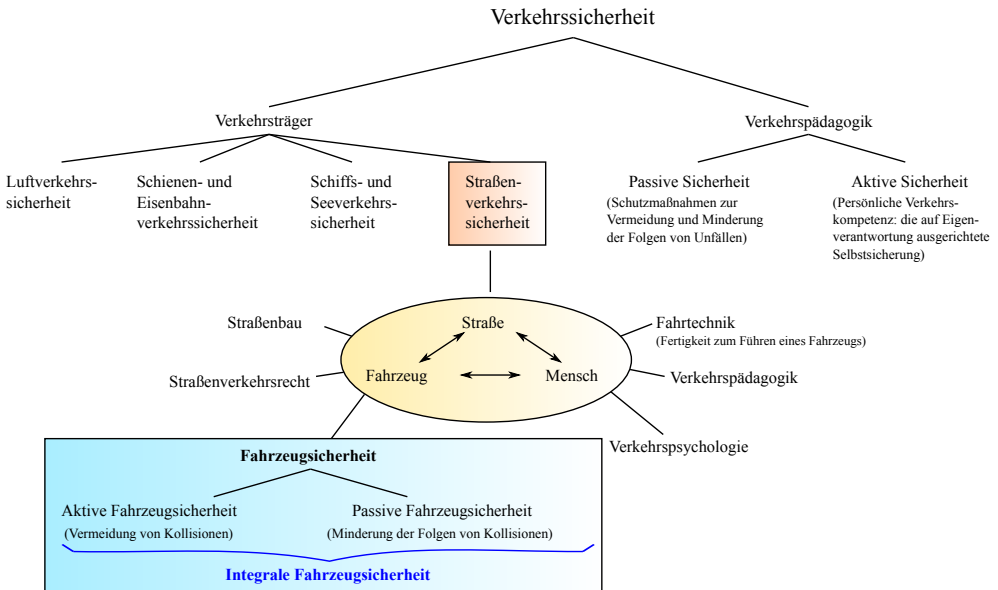 Verkehrssicherheit
Verkehrsträger
Verkehrspädagogik
Luftverkehrs-
sicherheit
Schienen- und
Eisenbahn-
verkehrssicherheit
Schiffs- und
Seeverkehrs-
sicherheit
Straßen-
verkehrs-
sicherheit
Passive Sicherheit
(Schutzmaßnahmen zur
Vermeidung und Minderung
der Folgen von Unfällen)
Aktive Sicherheit
(Persönliche Verkehrs-
kompetenz: die auf Eigen-
verantwortung ausgerichtete
Selbstsicherung)
Straßenbau
Straßenverkehrsrecht
Straße
Fahrzeug
Mensch
Fahrtechnik
(Fertigkeit zum Führen eines Fahrzeugs)
Verkehrspädagogik
Verkehrspsychologie
Fahrzeugsicherheit
Aktive Fahrzeugsicherheit
(Vermeidung von Kollisionen)
Passive Fahrzeugsicherheit
(Minderung der Folgen von Kollisionen)
Integrale Fahrzeugsicherheit